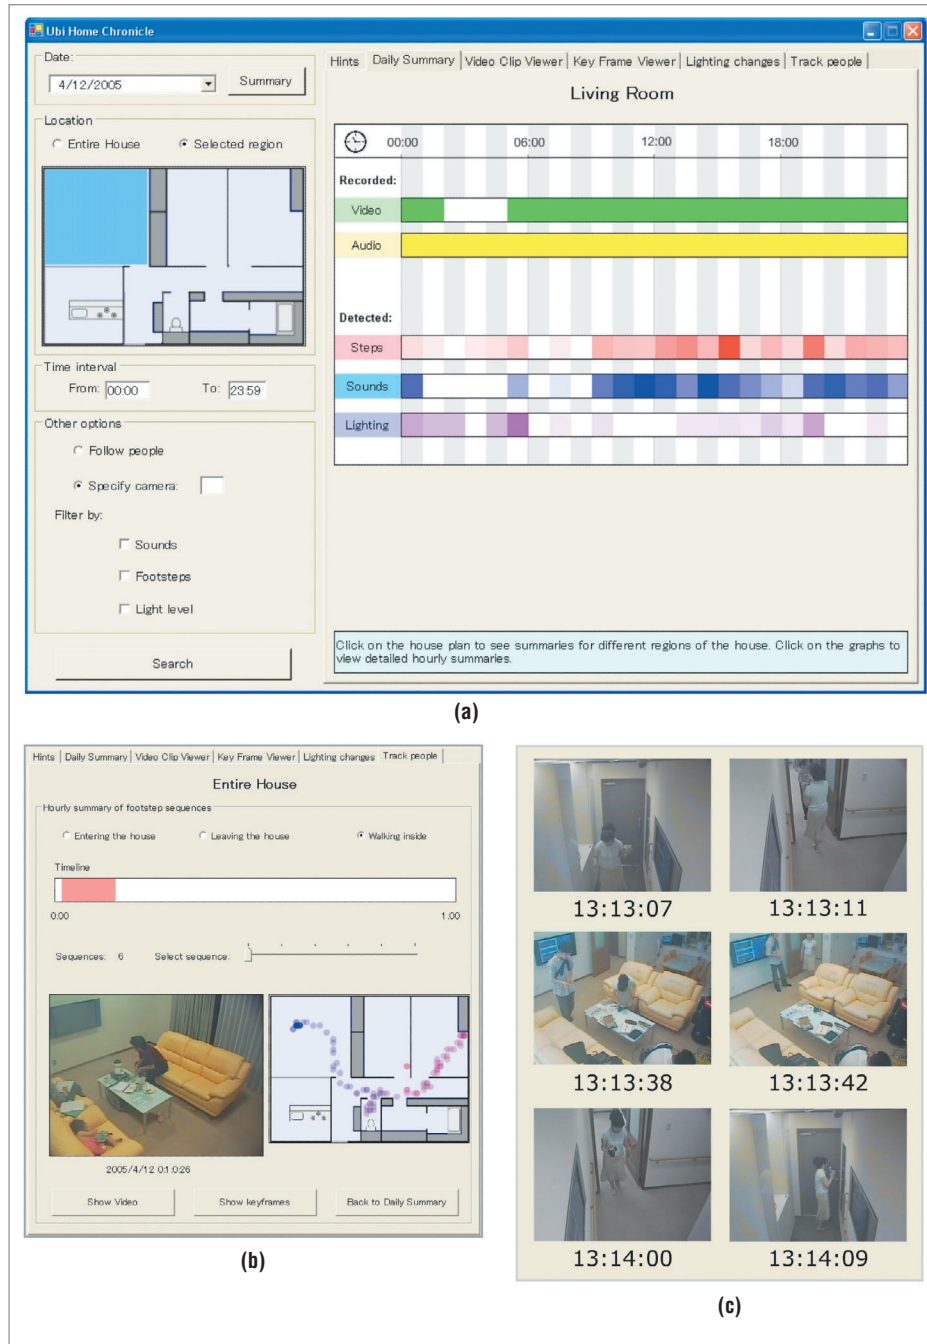 Ubi Home Chronicle
Date:
4/12/2005
Summary
Location
Entire House
Selected region
Time interval
From: 00:00 To: 23:59
Other options
Follow people
Specify camera:
Filter by:
Sounds
Footsteps
Light level
Search
Hints Daily Summary Video Clip Viewer Key Frame Viewer Lighting changes Track people
Living Room
00:00 06:00 12:00 18:00
Recorded:
Video
Audio
Detected:
Steps
Sounds
Lighting
Click on the house plan to see summaries for different regions of the house. Click on the graphs to
view detailed hourly summaries.
(a)
Hints Daily Summary Video Clip Viewer Key Frame Viewer Lighting changes Track people
Entire House
Hourly summary of footstep sequences
Entering the house Leaving the house Walking inside
Timeline
0:00 1:00
Sequences: 6 Select sequence:
2005/4/12 0:1:026
Show Video Show keyframes Back to Daily Summary
(b)
13:13:07 13:13:11
13:13:38 13:13:42
13:14:00 13:14:09
(c)